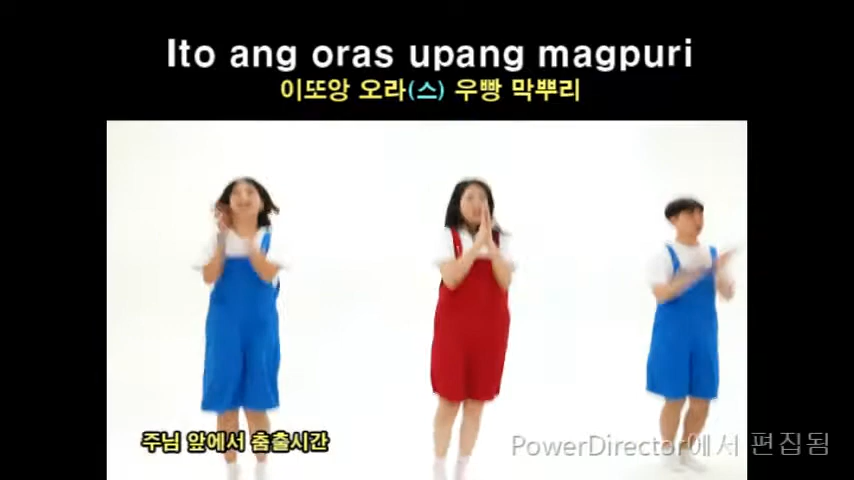 Ito ang oras upang magpuri
이또앙 오라(스) 우빵 막뿌리
주님 앞에서 춤출시간
PowerDirector에서 편집됨